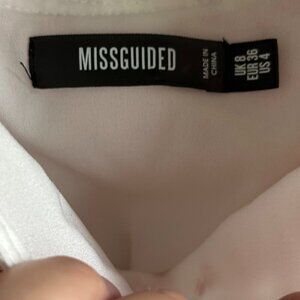 MISSGUIDED
MADE IN
CHINA
UK 8
EUR 36
US 4